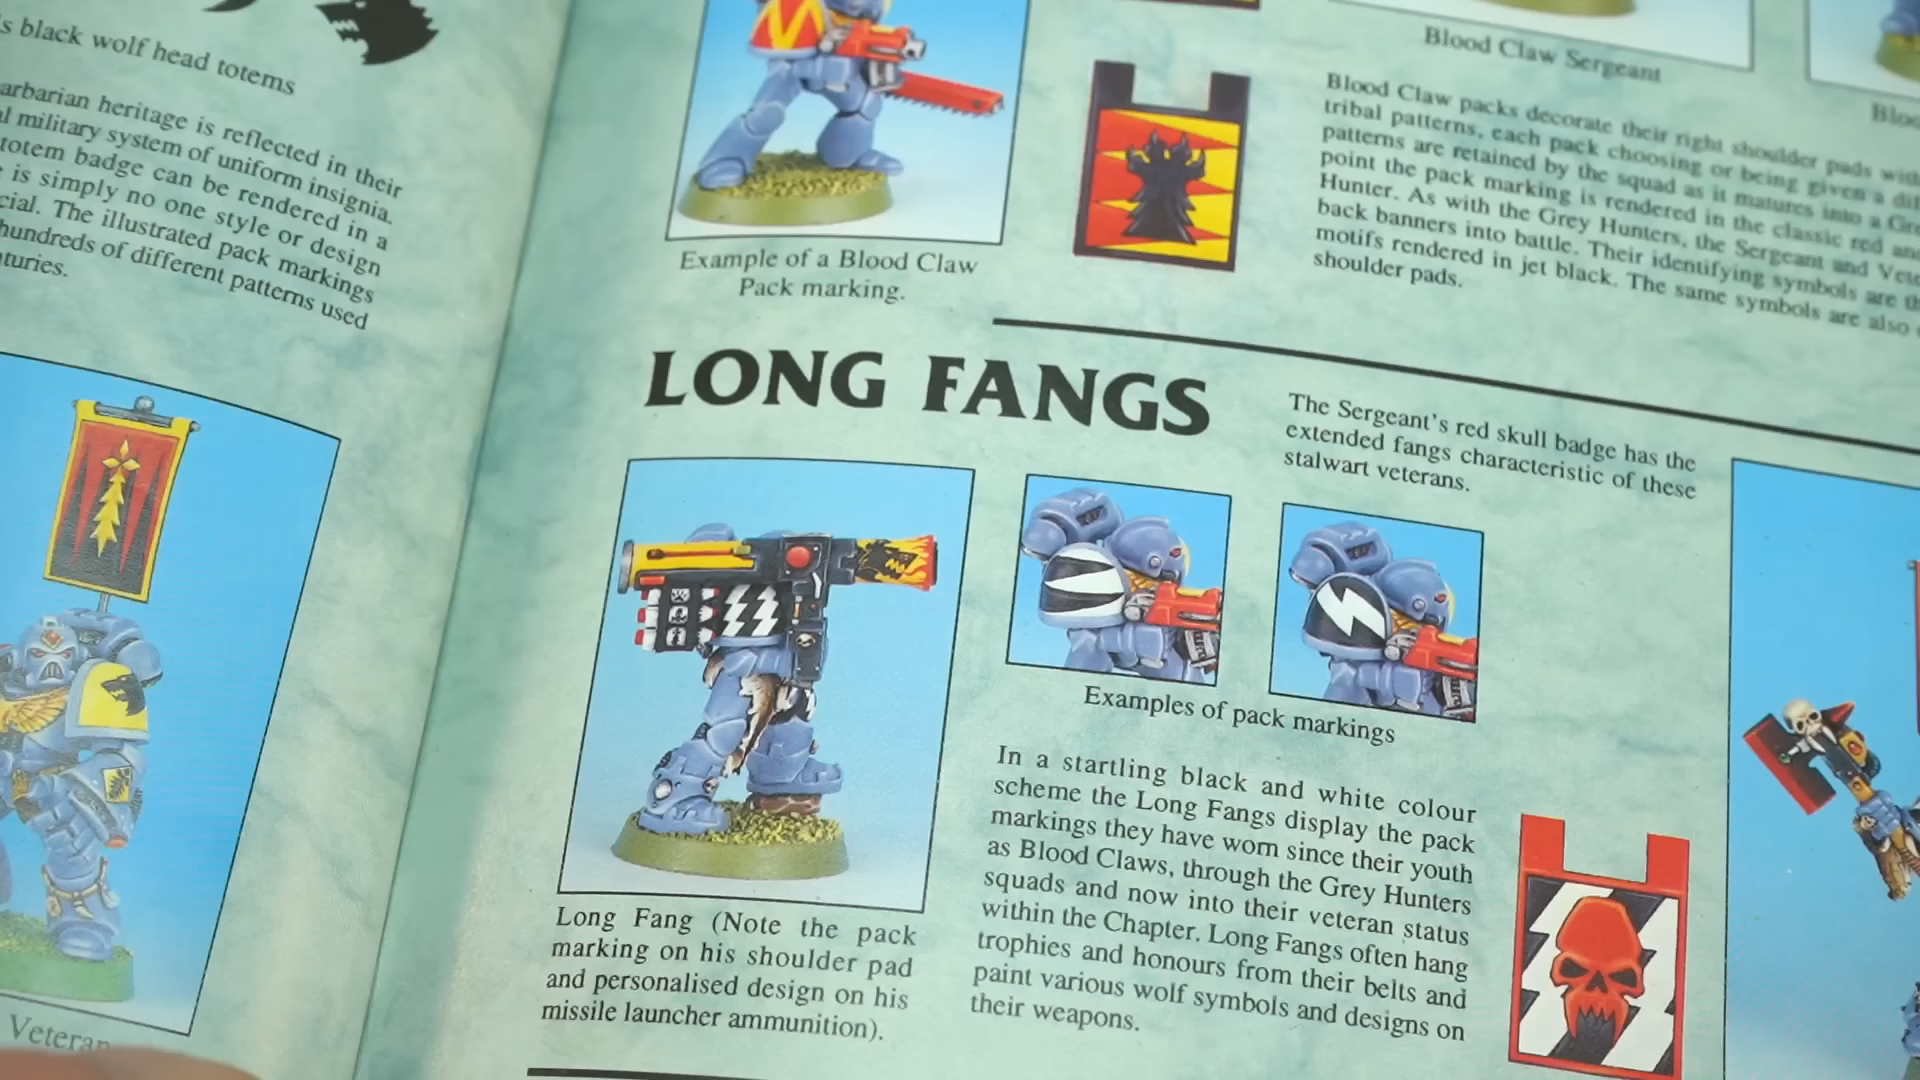 s black wolf head totems
arbarian heritage is reflected in their
al military system of uniform insignia.
totem badge can be rendered in a
is simply no one style or design
cial. The illustrated pack markings
hundreds of different patterns used
nturies.
Veteran
Example of a Blood Claw
Pack marking.
Blood Claw Sergeant
Bloo
Blood Claw packs decorate their right shoulder pads with
tribal patterns, each pack choosing or being given a dif
patterns are retained by the squad as it matures into a Gre
point the pack marking is rendered in the classic red and
Hunter. As with the Grey Hunters, the Sergeant and Vete
back banners into battle. Their identifying symbols are th
motifs rendered in jet black. The same symbols are also
shoulder pads.
LONG FANGS
The Sergeant's red skull badge has the
extended fangs characteristic of these
stalwart veterans.
Examples of pack markings
Long Fang (Note the pack
marking on his shoulder pad
and personalised design on his
missile launcher ammunition).
In a startling black and white colour
scheme the Long Fangs display the pack
markings they have worn since their youth
as Blood Claws, through the Grey Hunters
squads and now into their veteran status
within the Chapter. Long Fangs often hang
trophies and honours from their belts and
paint various wolf symbols and designs on
their weapons.